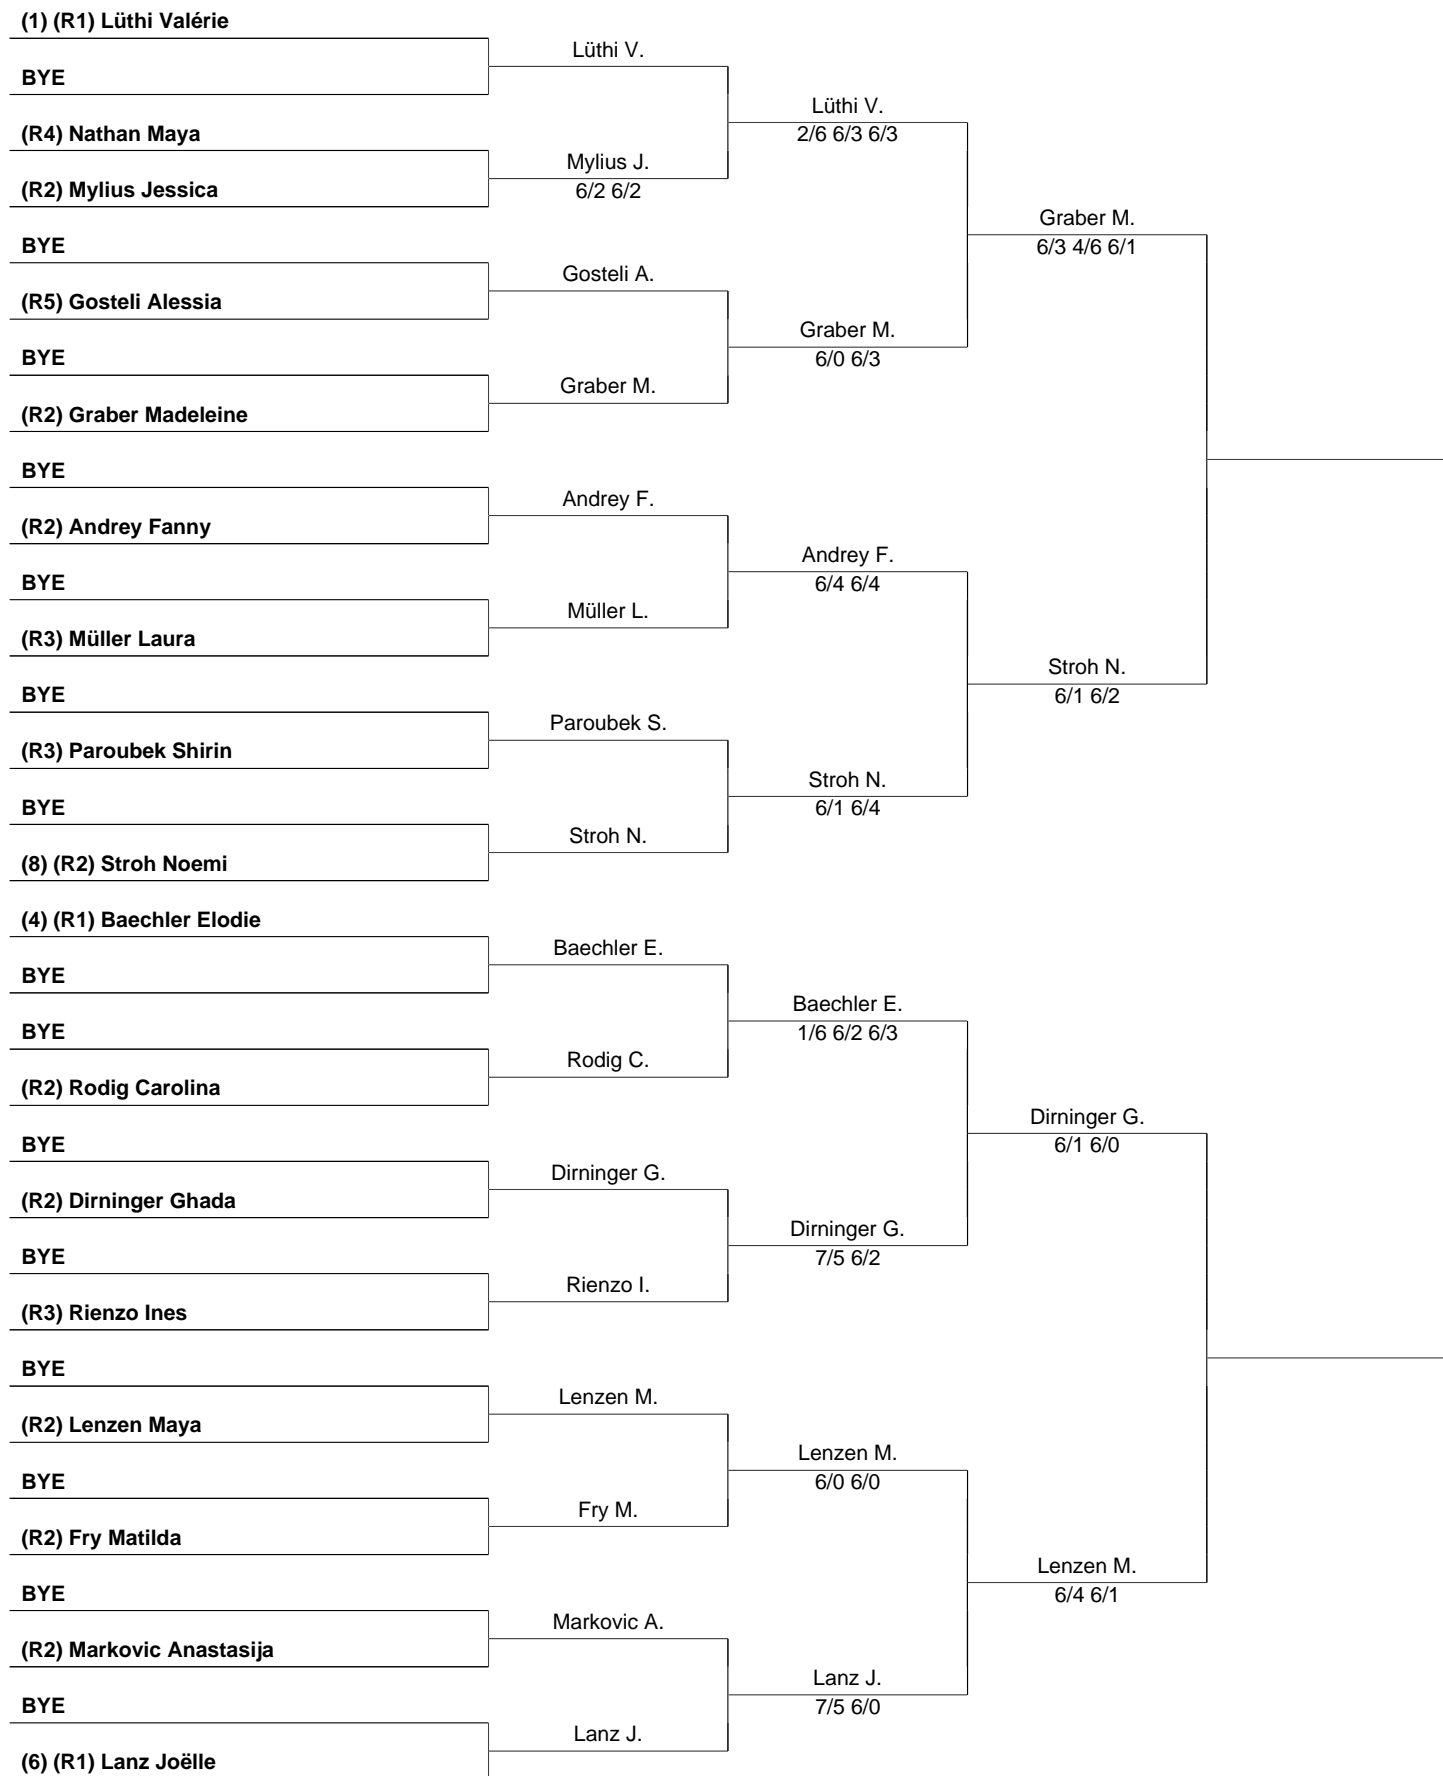 (1) (R1) Lüthi Valérie
BYE
(R4) Nathan Maya
(R2) Mylius Jessica
BYE
(R5) Gosteli Alessia
BYE
(R2) Graber Madeleine
BYE
(R2) Andrey Fanny
BYE
(R3) Müller Laura
BYE
(R3) Paroubek Shirin
BYE
(8) (R2) Stroh Noemi
(4) (R1) Baechler Elodie
BYE
BYE
(R2) Rodig Carolina
BYE
(R2) Dirninger Ghada
BYE
(R3) Rienzo Ines
BYE
(R2) Lenzen Maya
BYE
(R2) Fry Matilda
BYE
(R2) Markovic Anastasija
BYE
(6) (R1) Lanz Joëlle
Lüthi V.
Mylius J.
6/2 6/2
Gosteli A.
Graber M.
Andrey F.
Müller L.
Paroubek S.
Stroh N.
Baechler E.
Rodig C.
Dirninger G.
Rienzo I.
Lenzen M.
Fry M.
Markovic A.
Lanz J.
Lüthi V.
2/6 6/3 6/3
Graber M.
6/0 6/3
Andrey F.
6/4 6/4
Stroh N.
6/1 6/4
Baechler E.
1/6 6/2 6/3
Dirninger G.
7/5 6/2
Lenzen M.
6/0 6/0
Lanz J.
7/5 6/0
Graber M.
6/3 4/6 6/1
Stroh N.
6/1 6/2
Dirninger G.
6/1 6/0
Lenzen M.
6/4 6/1